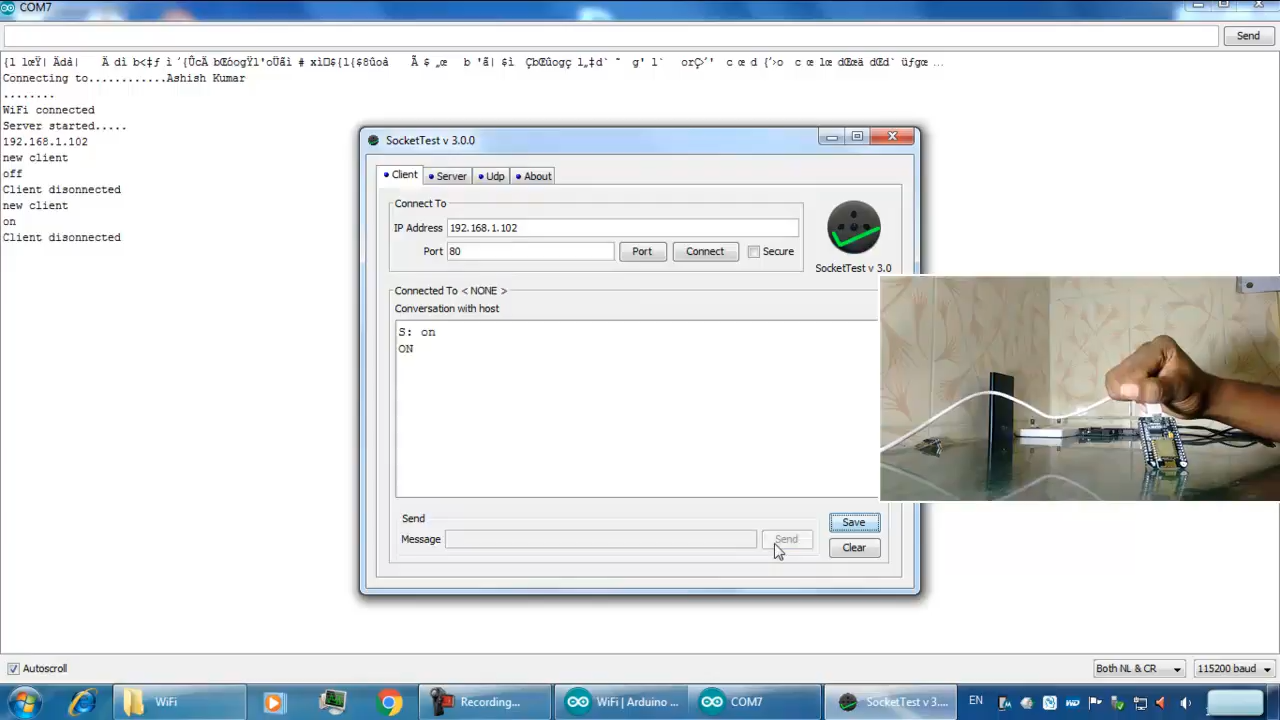 COM7
Send
Connecting to............Ashish Kumar
........
WiFi connected
Server started.....
192.168.1.102
new client
off
Client disonnected
new client
on
Client disonnected
SocketTest v 3.0.0
Client
Server
Udp
About
Connect To
IP Address 192.168.1.102
Port 80 Port Connect Secure
SocketTest v 3.0
Connected To < NONE >
Conversation with host
S: on
ON
Send
Message Send
Save
Clear
Autoscroll
Both NL & CR
115200 baud
WiFi
Recording...
WiFi | Arduino ...
COM7
SocketTest v 3....
EN